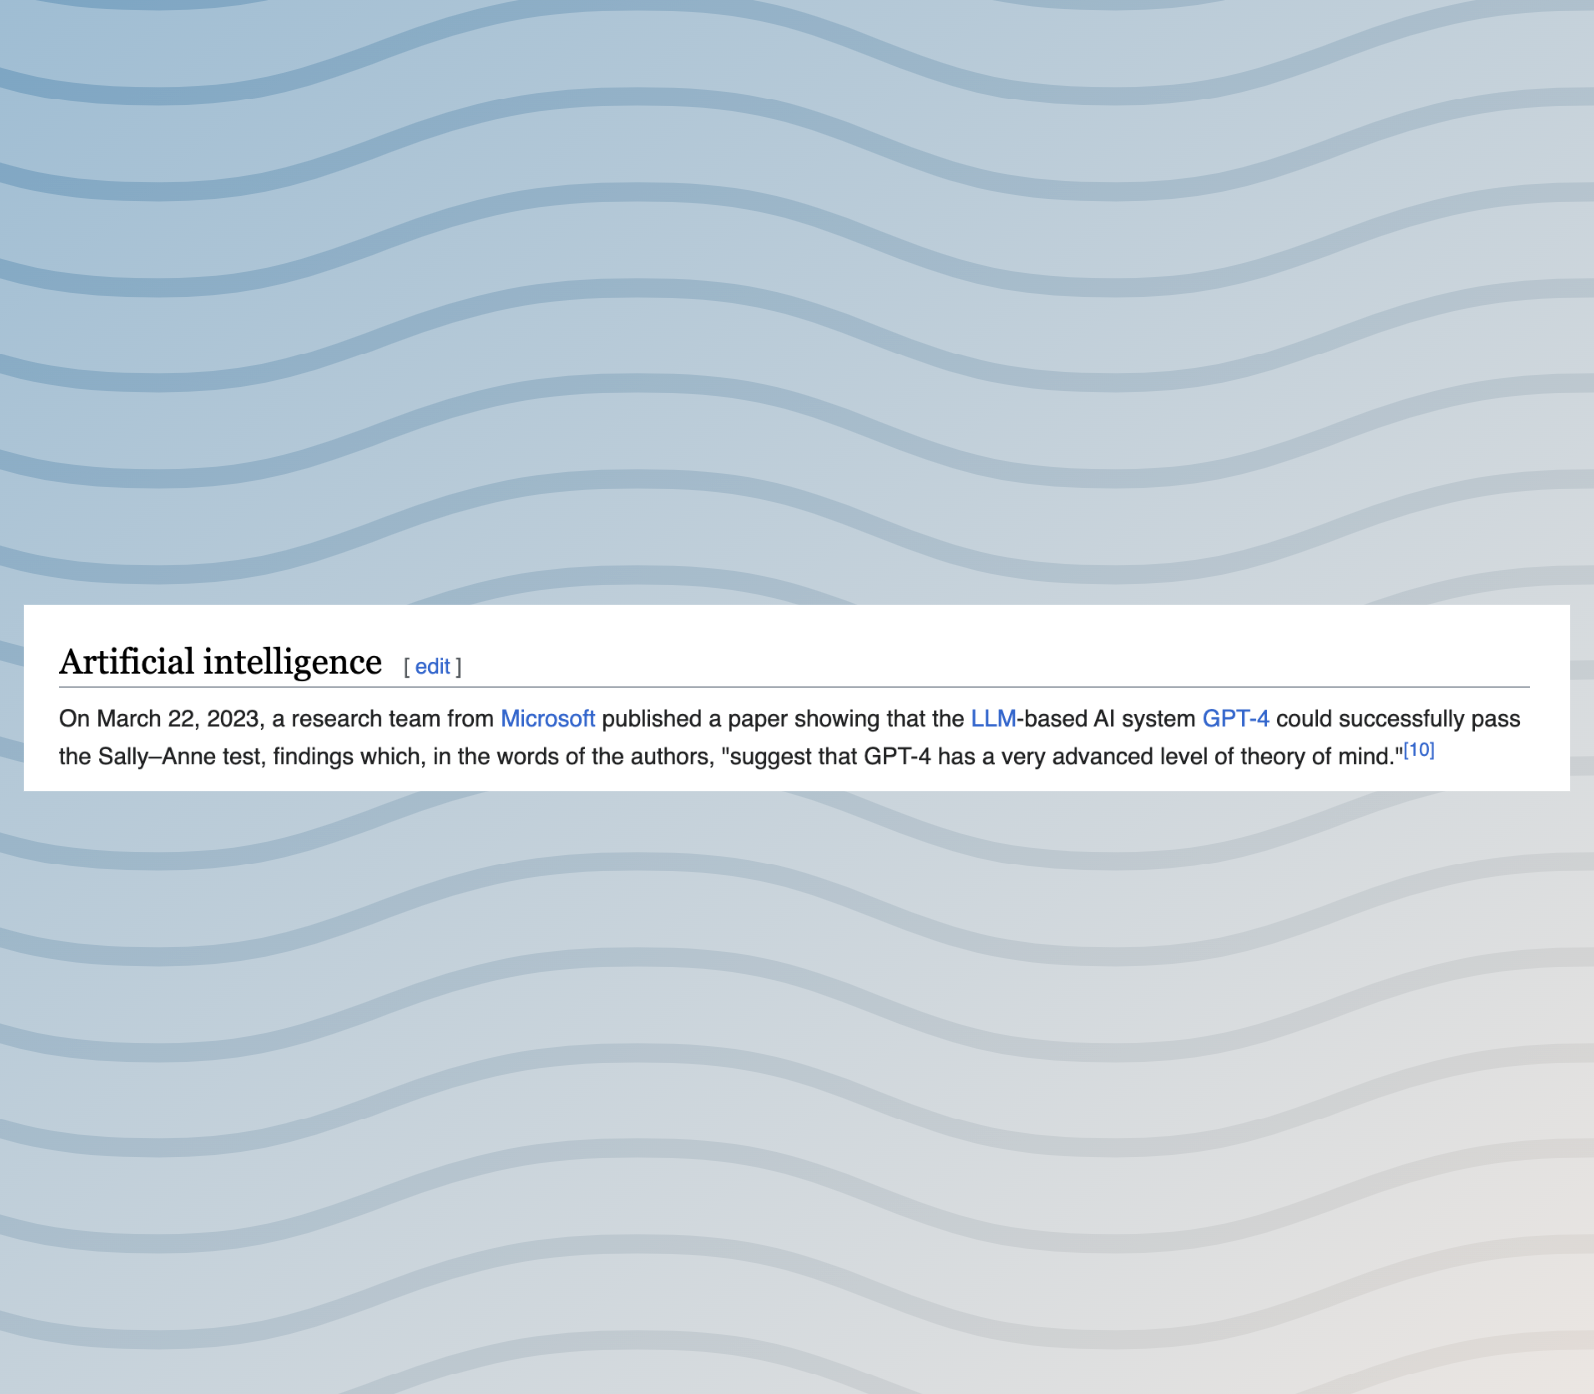 Artificial intelligence [ edit ]
On March 22, 2023, a research team from Microsoft published a paper showing that the LLM-based AI system GPT-4 could successfully pass
the Sally–Anne test, findings which, in the words of the authors, "suggest that GPT-4 has a very advanced level of theory of mind."[10]